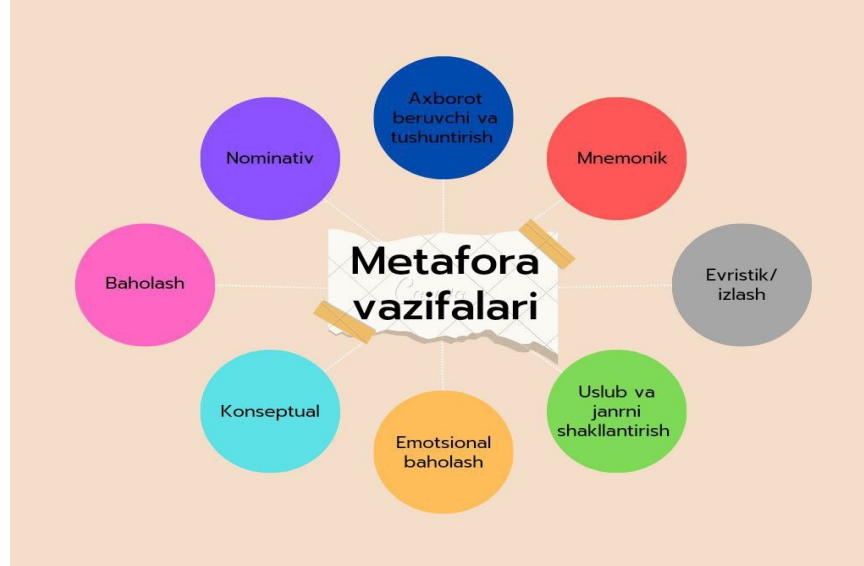 Metafora
vazifalari
Axborot
beruvchi va
tushuntirish
Mnemonik
Evristik/
izlash
Uslub va
janrni
shakllantirish
Emotsional
baholash
Konseptual
Baholash
Nominativ